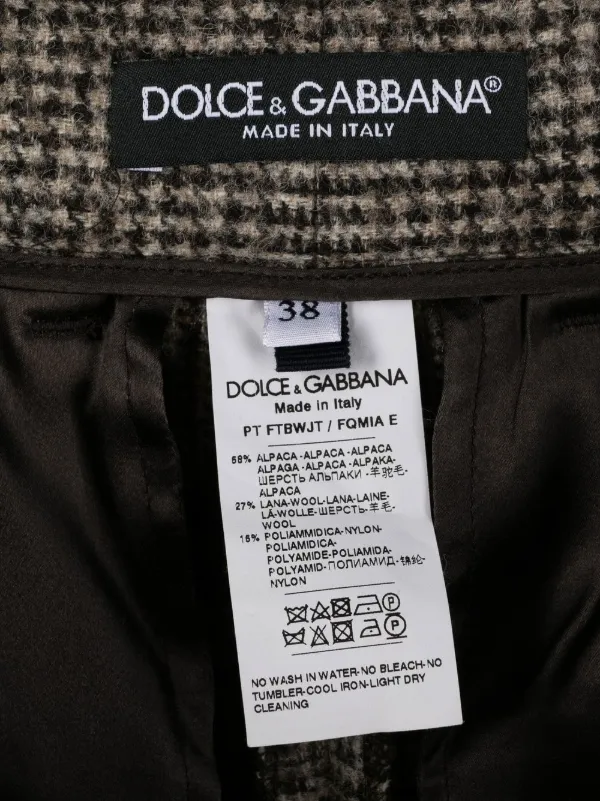 DOLCE & GABBANA®
MADE IN ITALY
38
DOLCE & GABBANA
Made in Italy
PT FTBWJT / FQMIA E
58% ALPACA-ALPACA-ALPACA
ALPAGA-ALPACA-ALPAKA-
ШЕРСТЬ АЛЬПАКИ-羊驼毛-
ALPACA
27% LANA-WOOL-LANA-LAINE-
LÁ-WOLLE-ШЕРСТЬ-羊毛-
WOOL
15% POLIAMMIDICA-NYLON-
POLIAMIDICA-
POLYAMIDE-POLIAMIDA-
POLYAMID-ПОЛИАМИД-锦纶-
NYLON
P
P
NO WASH IN WATER-NO BLEACH-NO
TUMBLER-COOL IRON-LIGHT DRY
CLEANING